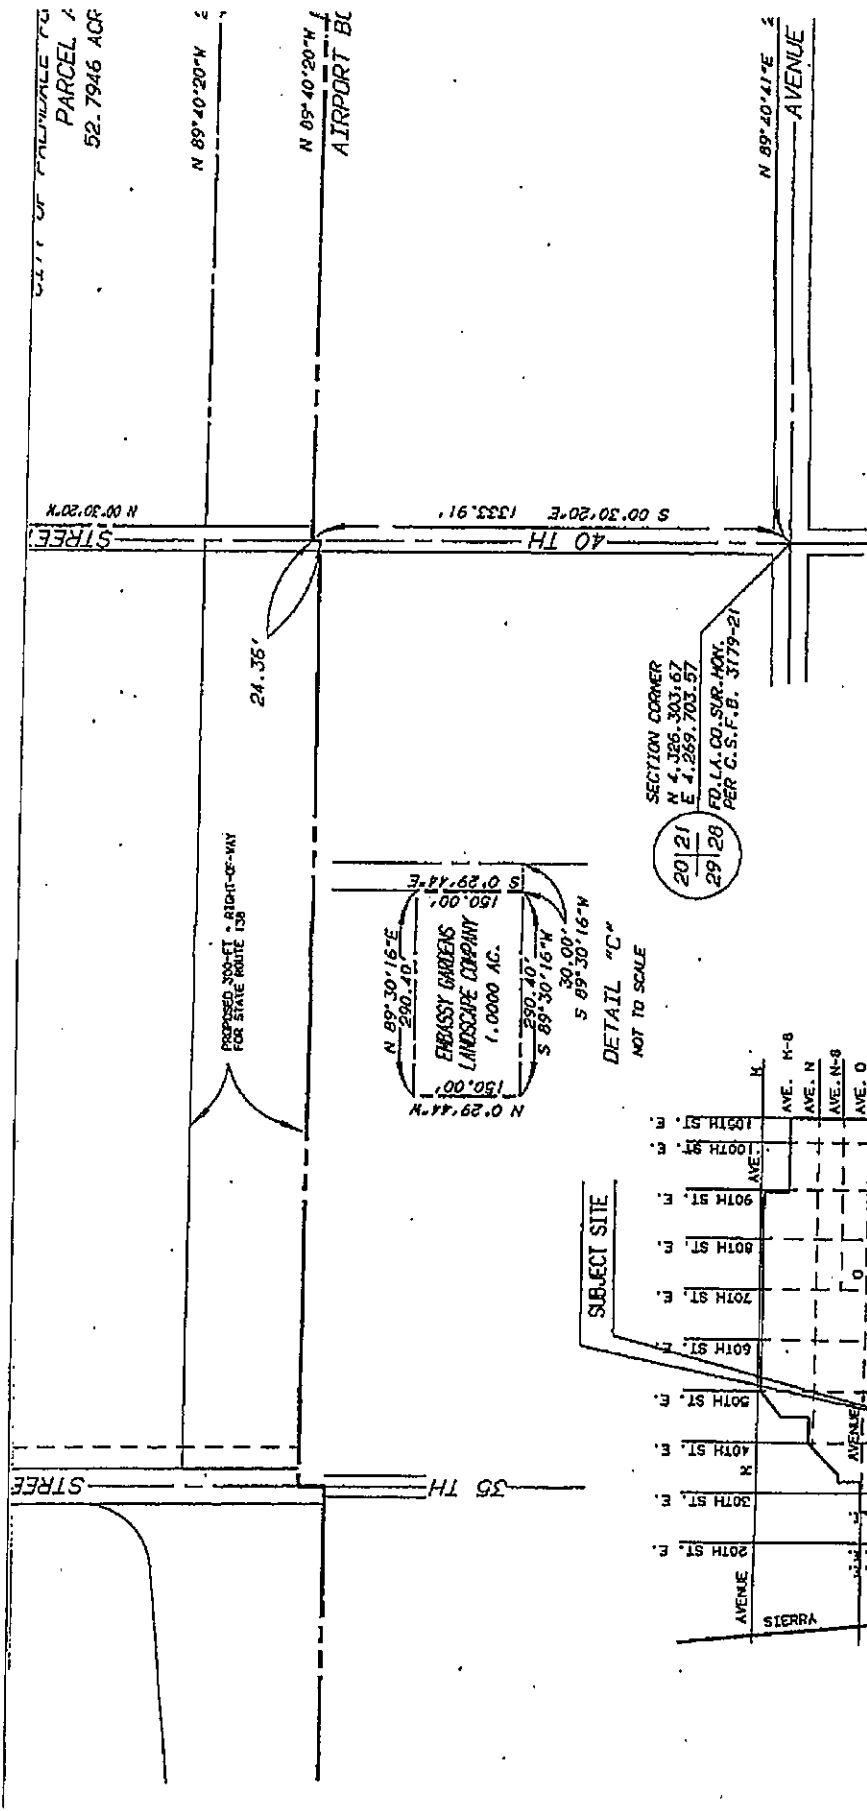 PARCEL
52.7946
N 89°40'20"W
N 89°40'20"W
AIRPORT
N 89°40'41"E
AVENUE
N 00°30'20"W
STREE
S 00°30'20"E 1333.91'
40 TH
24.36'
SECTION CORNER
N 4,326,303.67
E 4,269,703.57
20 21
29 28
FD. L.A. CO. SUR. MON.
PER C.S.F.B. 3179-21
PROPOSED 300-FT RIGHT-OF-WAY
FOR STATE ROUTE 138
N 89°30'16"E
290.40'
EMBASSY GARDENS
LANDSCAPE COMPANY
1.0000 AC.
S 0°29'44"E
150.00'
N 0°29'44"W
150.00'
290.40'
S 89°30'16"W
30.00'
S 89°30'16"W
DETAIL "C"
NOT TO SCALE
STREE
35 TH
SUBJECT SITE
105TH ST. E.
100TH ST. E.
90TH ST. E.
80TH ST. E.
70TH ST. E.
60TH ST. E.
50TH ST. E.
40TH ST. E.
30TH ST. E.
20TH ST. E.
AVENUE
M
AVE.
M
AVE. M-8
AVE. N
AVE. N-8
AVE. O
AVENUE
O
SIERRA